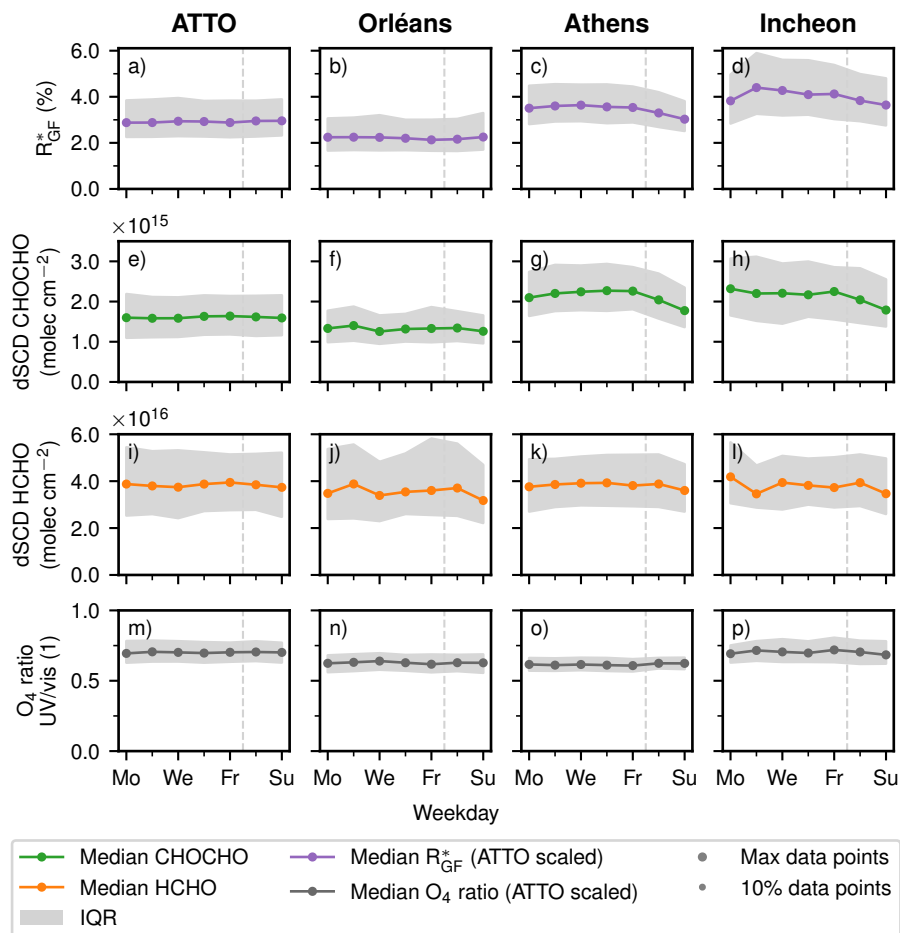 ATTO Orléans Athens Incheon
R*GF (%)
6.0
4.0
2.0
0.0
a) b) c) d)
×10^15
dSCD CHOCHO
(molec cm−2)
3.0
2.0
1.0
0.0
e) f) g) h)
×10^16
dSCD HCHO
(molec cm−2)
6.0
4.0
2.0
0.0
i) j) k) l)
O4 ratio
UV/vis (1)
1.0
0.5
0.0
m) n) o) p)
Mo We Fr Su Mo We Fr Su Mo We Fr Su Mo We Fr Su
Weekday
Median CHOCHO Median R*GF (ATTO scaled) Max data points
Median HCHO Median O4 ratio (ATTO scaled) 10% data points
IQR